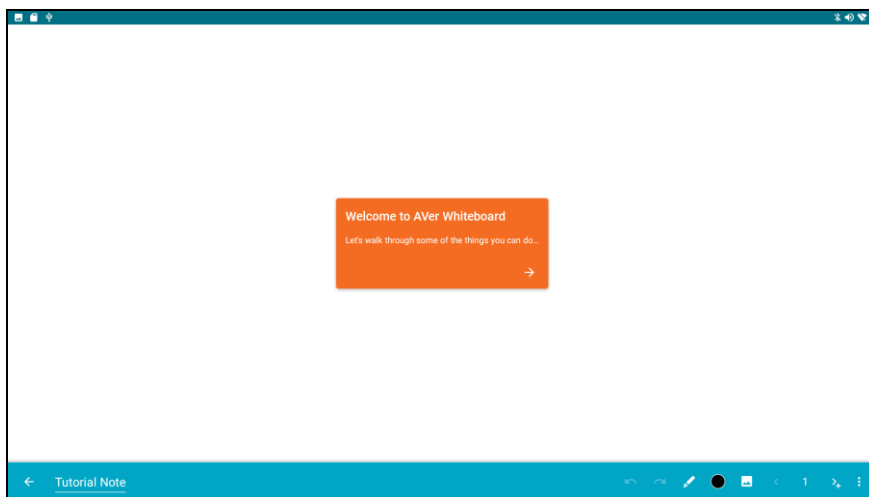 Welcome to AVer Whiteboard
Let's walk through some of the things you can do...
Tutorial Note
1